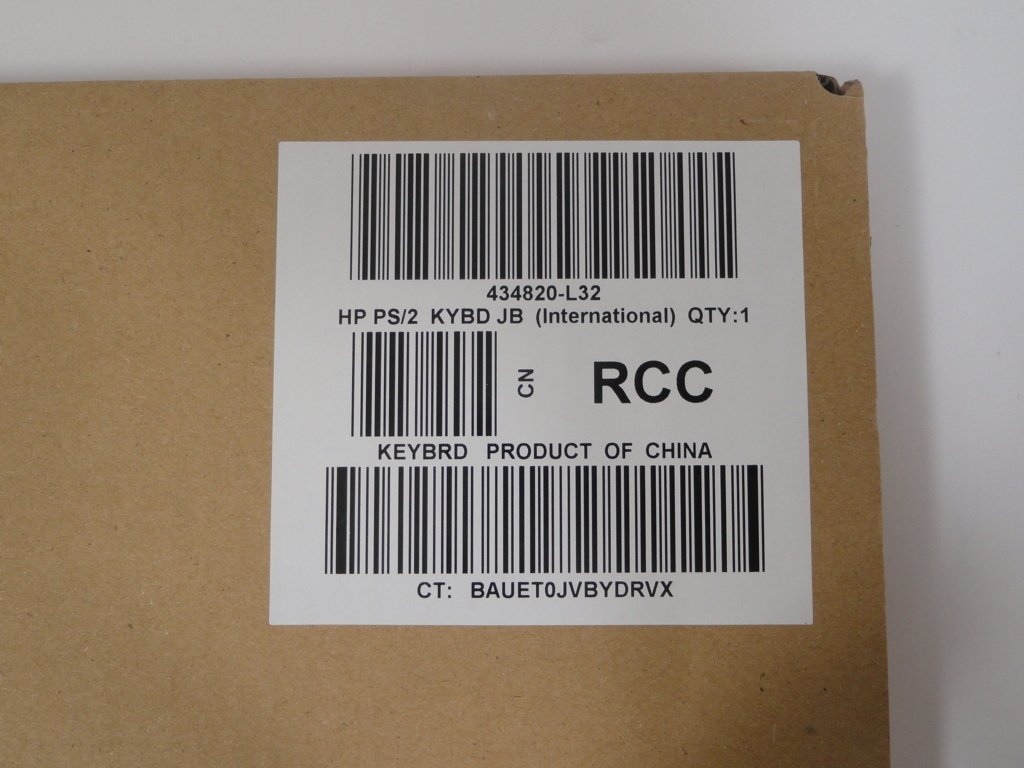 434820-L32
HP PS/2 KYBD JB (International) QTY:1
CN RCC
KEYBRD PRODUCT OF CHINA
CT: BAUET0JVBYDRVX